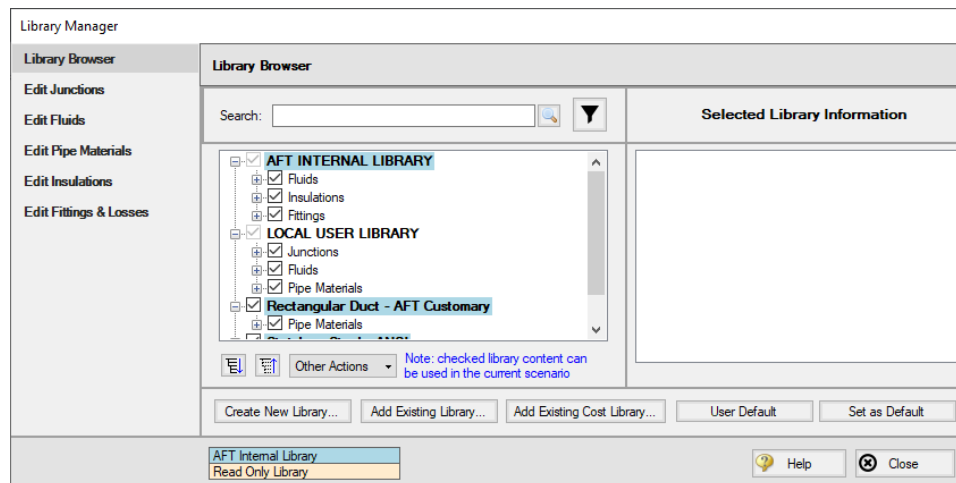 Library Manager
Library Browser
Edit Junctions
Edit Fluids
Edit Pipe Materials
Edit Insulations
Edit Fittings & Losses
Library Browser
Search:
Selected Library Information
AFT INTERNAL LIBRARY
Fluids
Insulations
Fittings
LOCAL USER LIBRARY
Junctions
Fluids
Pipe Materials
Rectangular Duct - AFT Customary
Pipe Materials
Other Actions
Note: checked library content can
be used in the current scenario
Create New Library...
Add Existing Library...
Add Existing Cost Library...
User Default
Set as Default
AFT Internal Library
Read Only Library
Help
Close